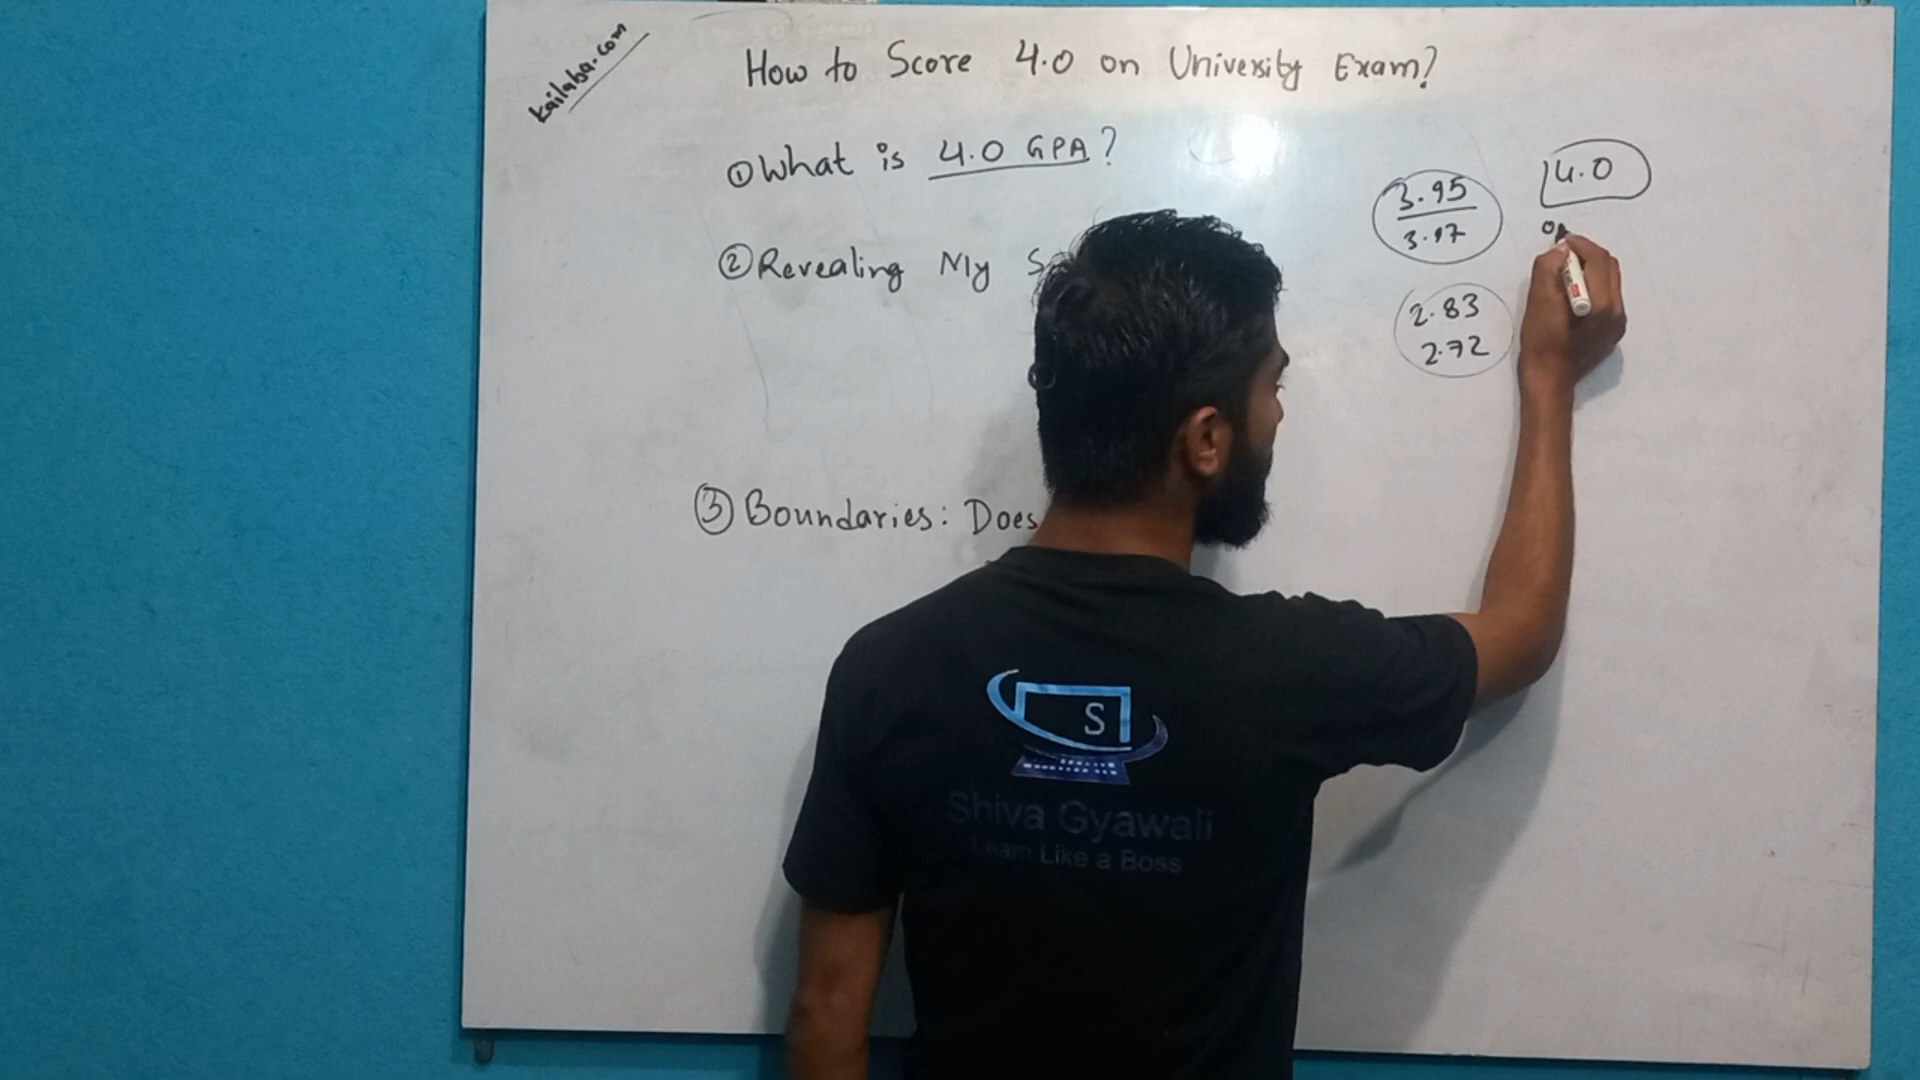 kailaba.com
How to Score 4.0 on University Exam?
① What is 4.0 GPA?
② Revealing My
③ Boundaries: Does
3.95
3.97
4.0
2.83
2.72
S
Shiva Gyawali
Learn Like a Boss